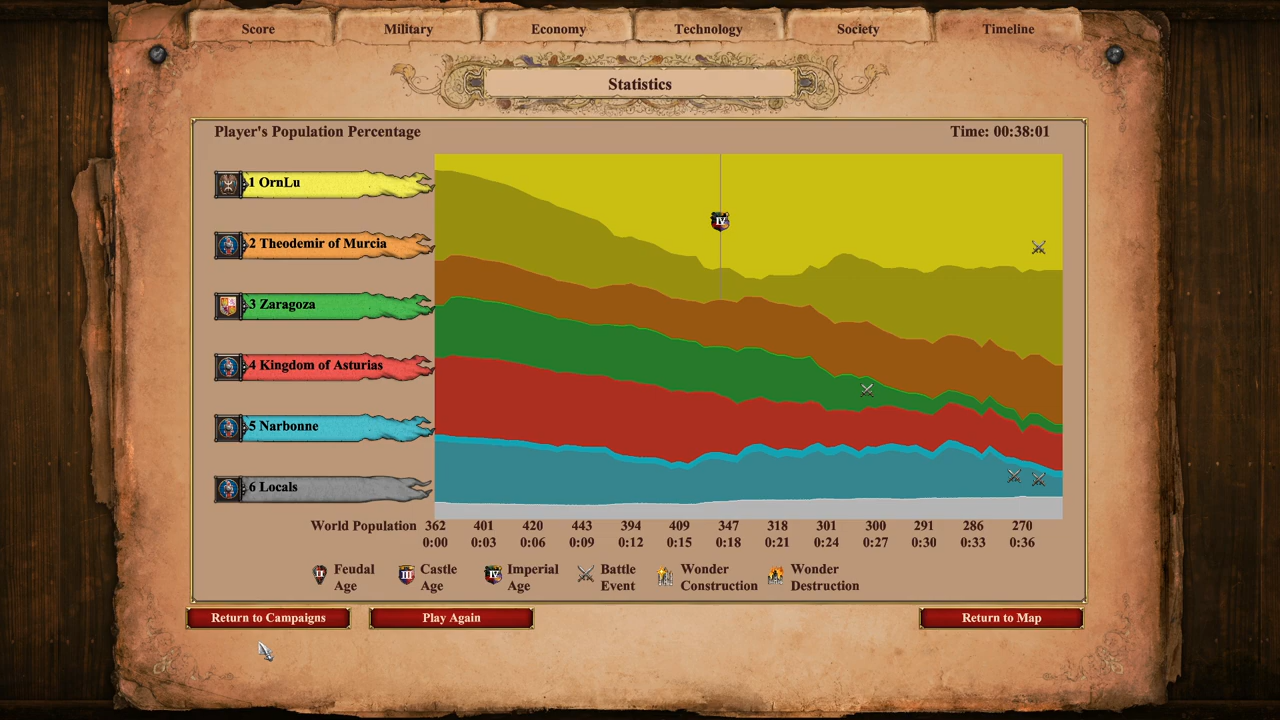 Score Military Economy Technology Society Timeline
Statistics
Player's Population Percentage
Time: 00:38:01
1 OrnLu
2 Theodemir of Murcia
3 Zaragoza
4 Kingdom of Asturias
5 Narbonne
6 Locals
IV
World Population 362 401 420 443 394 409 347 318 301 300 291 286 270
0:00 0:03 0:06 0:09 0:12 0:15 0:18 0:21 0:24 0:27 0:30 0:33 0:36
II Feudal Age
III Castle Age
IV Imperial Age
Battle Event
Wonder Construction
Wonder Destruction
Return to Campaigns
Play Again
Return to Map